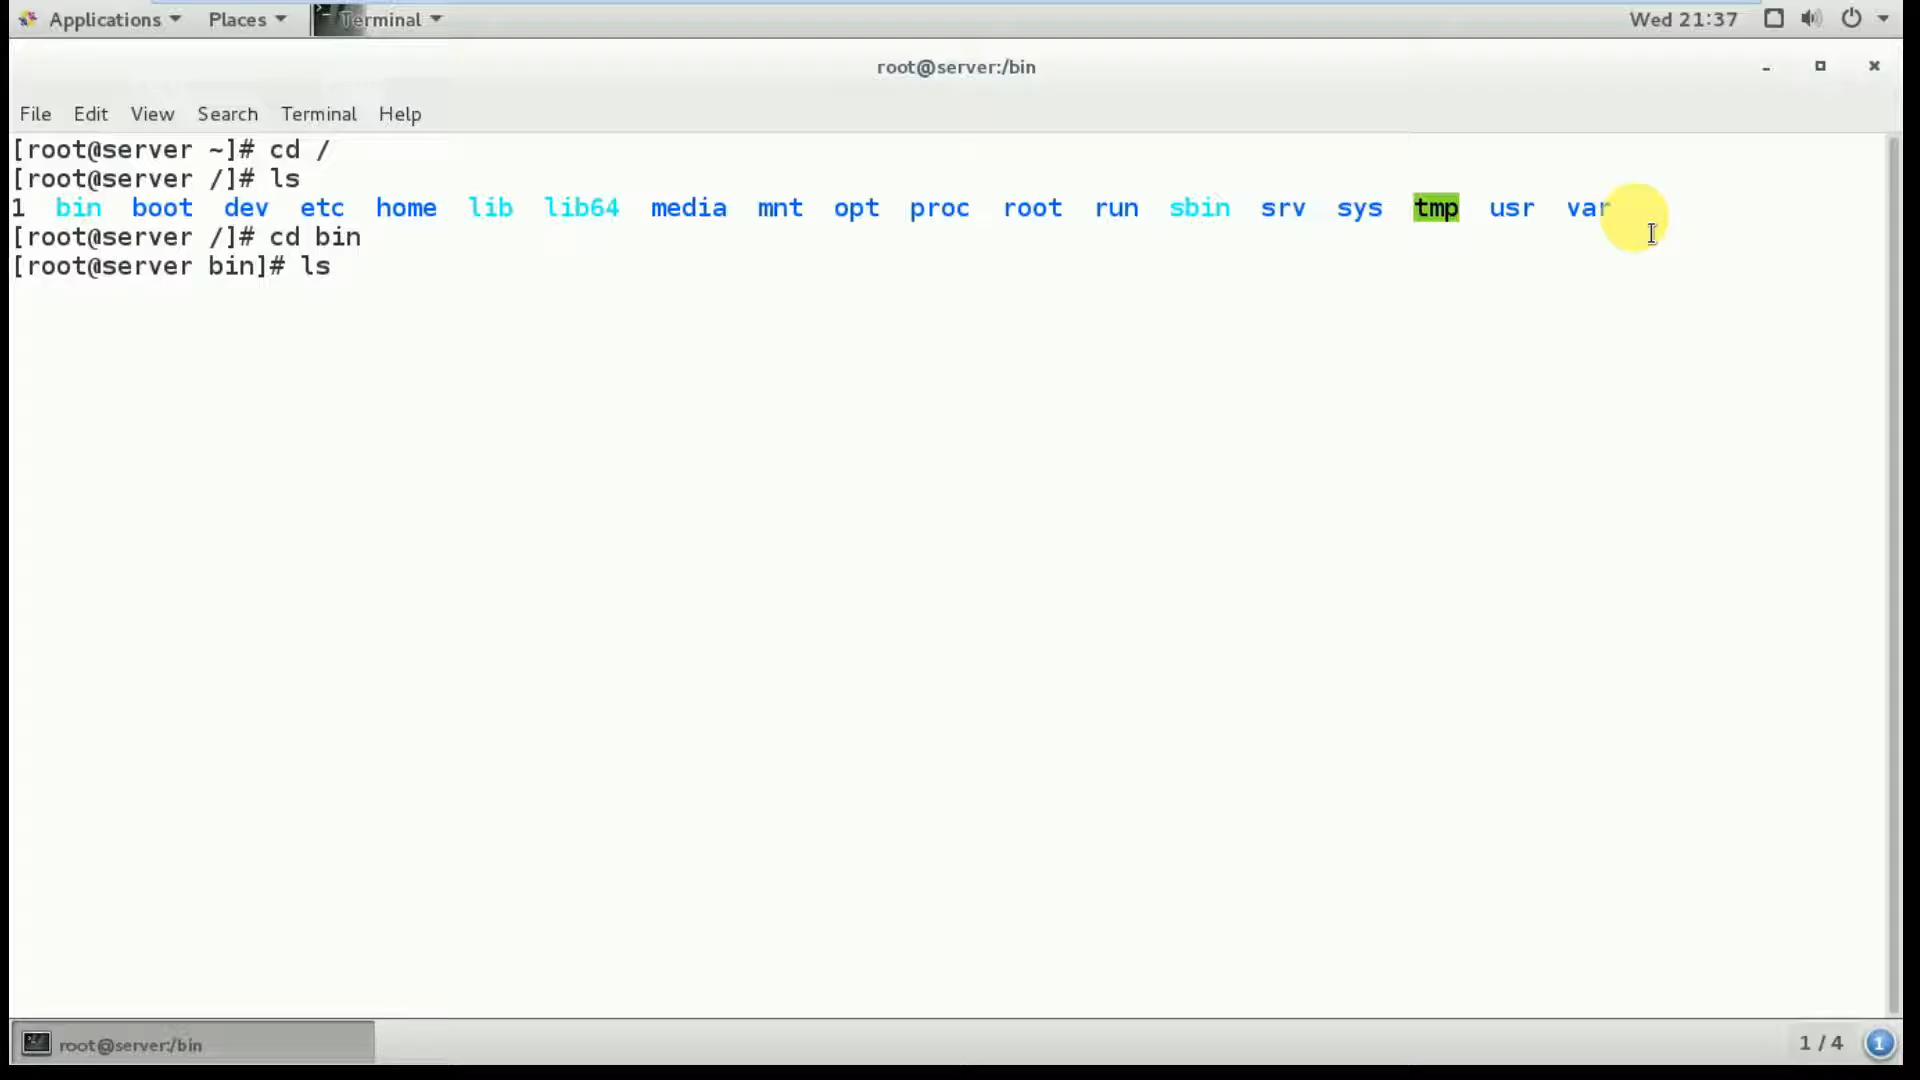 Applications Places Terminal Wed 21:37
root@server:/bin
File Edit View Search Terminal Help
[root@server ~]# cd /
[root@server /]# ls
1 bin boot dev etc home lib lib64 media mnt opt proc root run sbin srv sys tmp usr var
[root@server /]# cd bin
[root@server bin]# ls
root@server:/bin 1 / 4 1